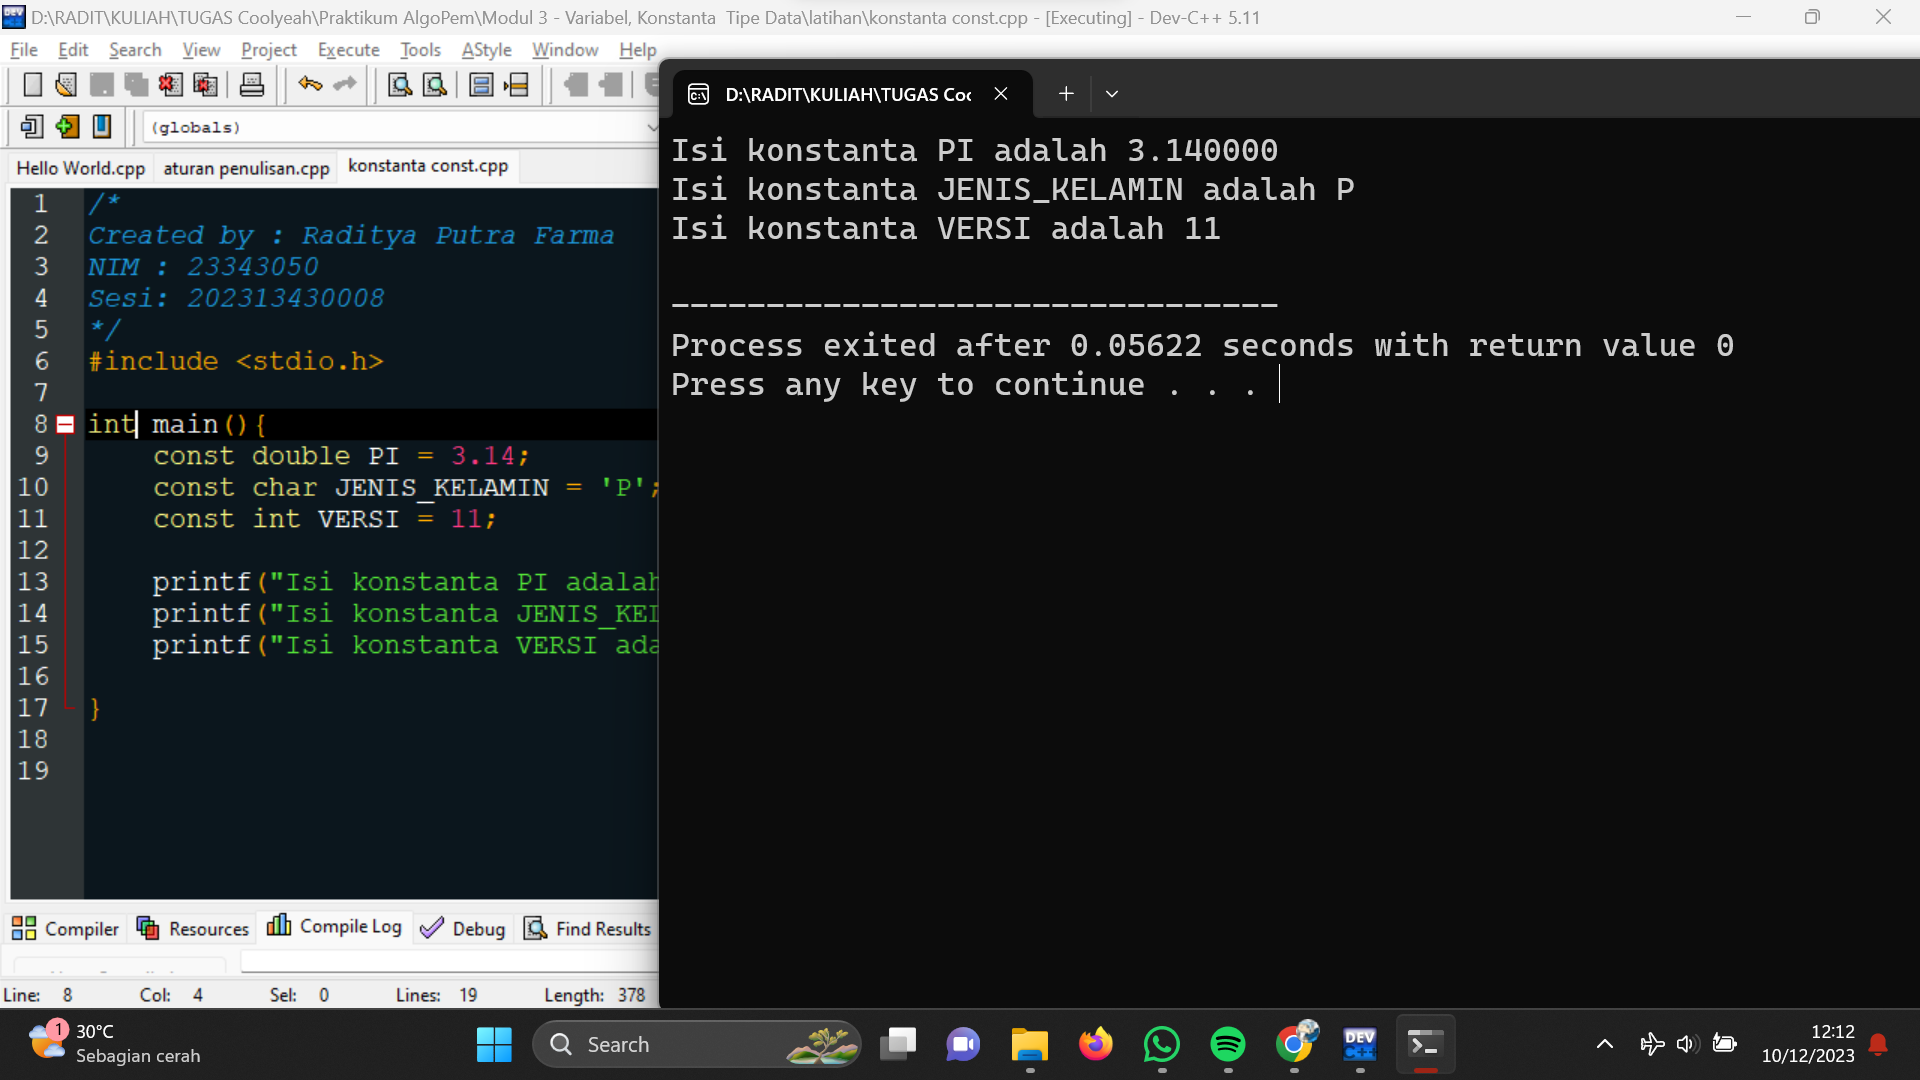 D:\RADIT\KULIAH\TUGAS Coolyeah\Praktikum AlgoPem\Modul 3 - Variabel, Konstanta  Tipe Data\latihan\konstanta const.cpp - [Executing] - Dev-C++ 5.11
File Edit Search View Project Execute Tools AStyle Window Help
(globals)
Hello World.cpp aturan penulisan.cpp konstanta const.cpp
1 /*
2 Created by : Raditya Putra Farma
3 NIM : 23343050
4 Sesi: 202313430008
5 */
6 #include <stdio.h>
7
8 int main(){
9 const double PI = 3.14;
10 const char JENIS_KELAMIN = 'P';
11 const int VERSI = 11;
12
13 printf("Isi konstanta PI adalah
14 printf("Isi konstanta JENIS_KEL
15 printf("Isi konstanta VERSI ada
16
17 }
18
19
D:\RADIT\KULIAH\TUGAS Coo
Isi konstanta PI adalah 3.140000
Isi konstanta JENIS_KELAMIN adalah P
Isi konstanta VERSI adalah 11
--------------------------------
Process exited after 0.05622 seconds with return value 0
Press any key to continue . . .
Compiler Resources Compile Log Debug Find Results
Line: 8 Col: 4 Sel: 0 Lines: 19 Length: 378
1 30°C
Sebagian cerah
Search
DEV C++
12:12
10/12/2023